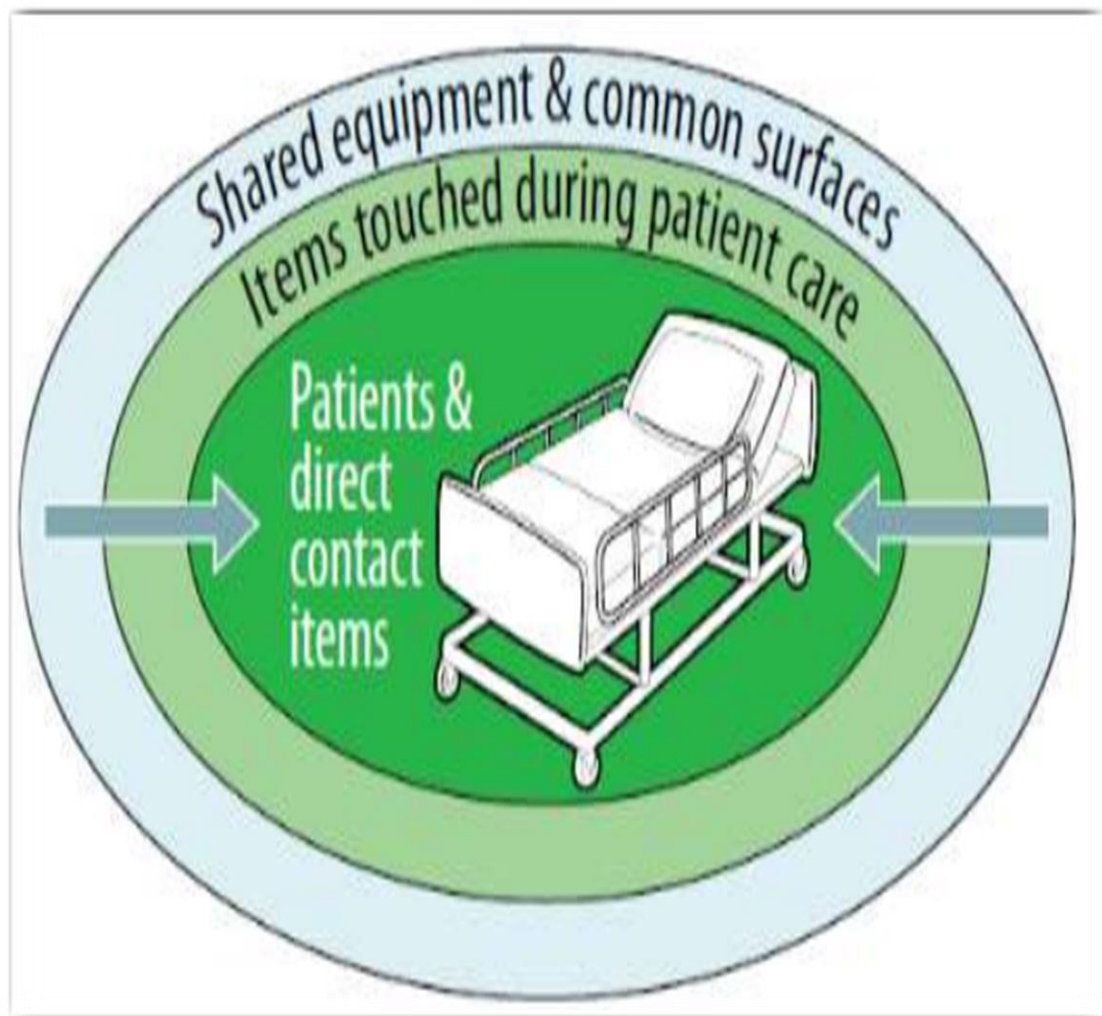 Shared equipment & common surfaces
Items touched during patient care
Patients &
direct
contact
items